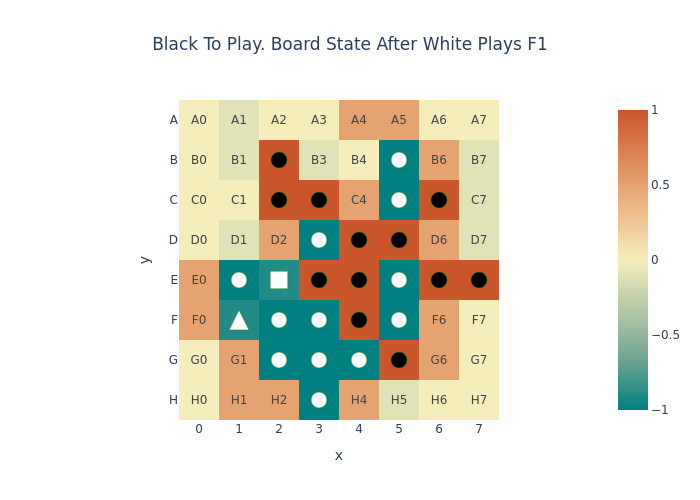 Black To Play. Board State After White Plays F1
A A0 A1 A2 A3 A4 A5 A6 A7
B B0 B1 B3 B4 B6 B7
C C0 C1 C4 C7
D D0 D1 D2 D6 D7
E E0
F F0 F6 F7
G G0 G1 G6 G7
H H0 H1 H2 H4 H5 H6 H7
0 1 2 3 4 5 6 7
x
y
1
0.5
0
−0.5
−1